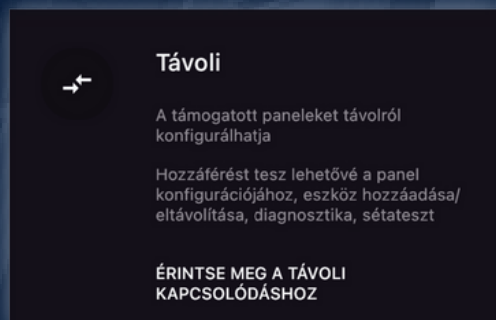 Távoli
A támogatott paneleket távolról
konfigurálhatja
Hozzáférést tesz lehetővé a panel
konfigurációjához, eszköz hozzáadása/
eltávolítása, diagnosztika, sétateszt
ÉRINTSE MEG A TÁVOLI
KAPCSOLÓDÁSHOZ